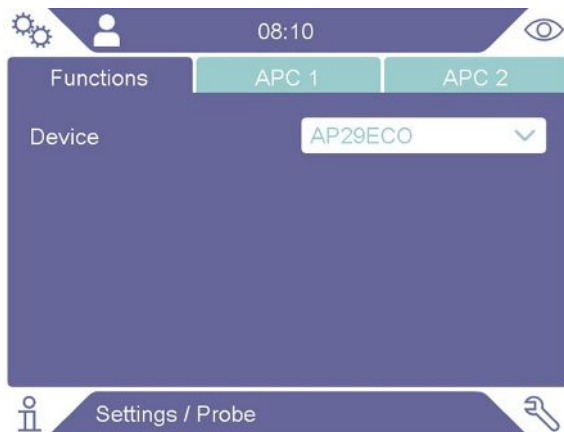 08:10
Functions APC 1 APC 2
Device AP29ECO
Settings / Probe